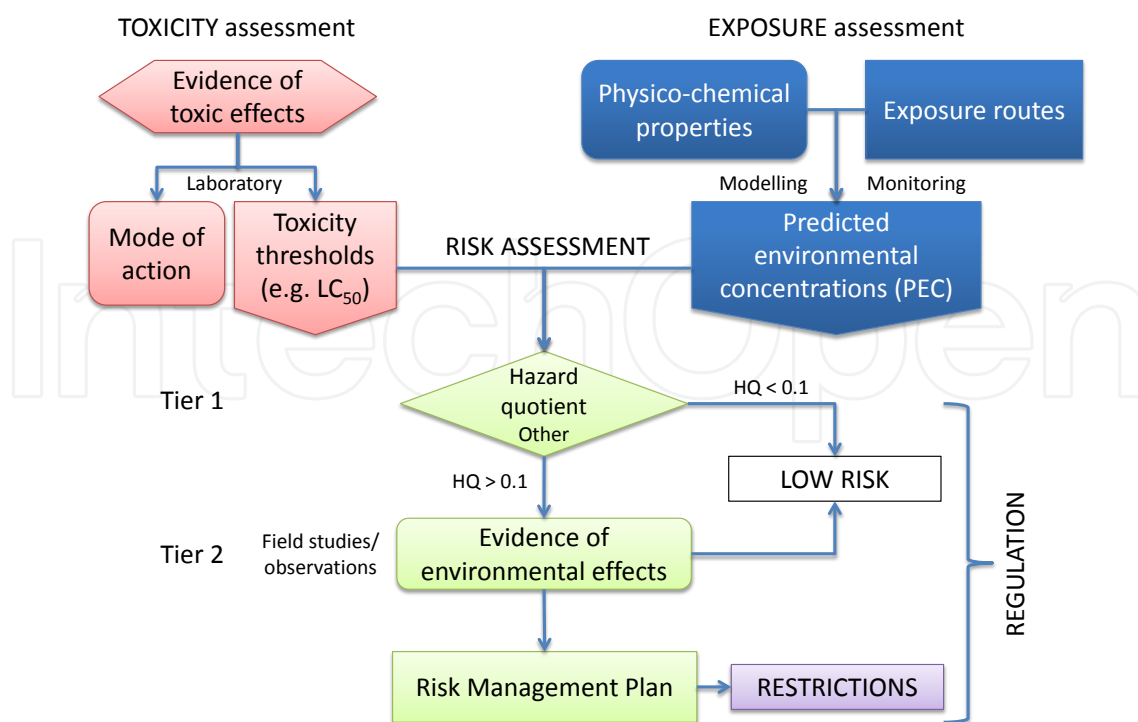 TOXICITY assessment
EXPOSURE assessment
Evidence of
toxic effects
Physico-chemical
properties
Exposure routes
Laboratory
Modelling
Monitoring
Mode of
action
Toxicity
thresholds
(e.g. LC50)
RISK ASSESSMENT
Predicted
environmental
concentrations (PEC)
IntechOpen
Tier 1
Hazard
quotient
Other
HQ < 0.1
LOW RISK
HQ > 0.1
Tier 2
Field studies/
observations
Evidence of
environmental effects
REGULATION
Risk Management Plan
RESTRICTIONS